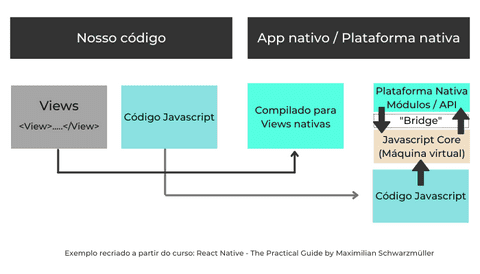 Nosso código
App nativo / Plataforma nativa
Views
<View>.....</View>
Código Javascript
Compilado para
Views nativas
Plataforma Nativa
Módulos / API
"Bridge"
Javascript Core
(Máquina virtual)
Código Javascript
Exemplo recriado a partir do curso: React Native - The Practical Guide by Maximilian Schwarzmüller